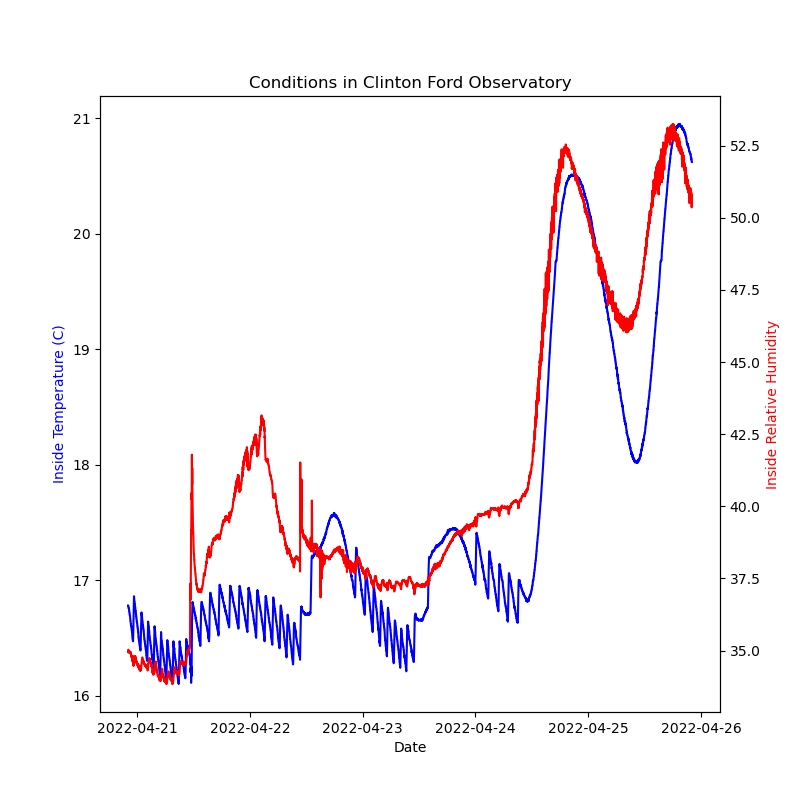 Conditions in Clinton Ford Observatory
21
20
19
18
17
16
Inside Temperature (C)
52.5
50.0
47.5
45.0
42.5
40.0
37.5
35.0
Inside Relative Humidity
2022-04-21 2022-04-22 2022-04-23 2022-04-24 2022-04-25 2022-04-26
Date